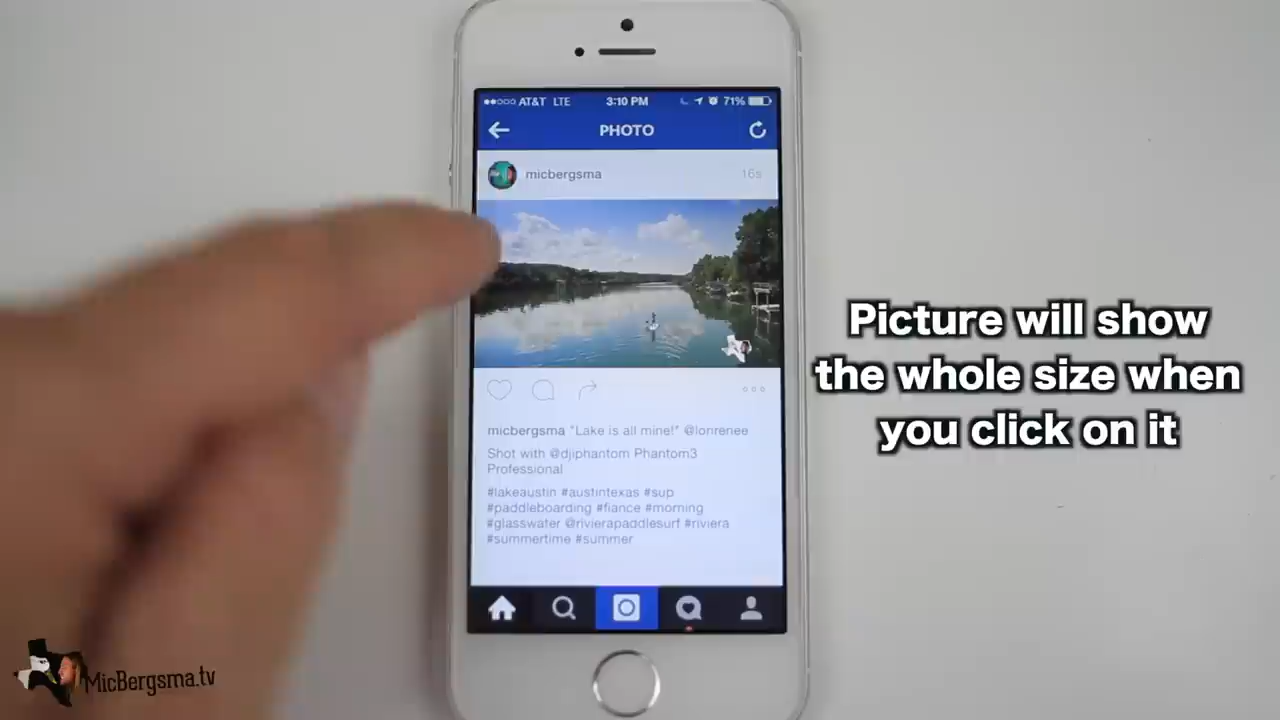 AT&T LTE 3:10 PM 71%
PHOTO
micbergsma 16s
Picture will show
the whole size when
you click on it
micbergsma "Lake is all mine!" @lorirenee
Shot with @djiphantom Phantom3
Professional
#lakeaustin #austintexas #sup
#paddleboarding #fiance #morning
#glasswater @rivierapaddlesurf #riviera
#summertime #summer
MicBergsma.tv